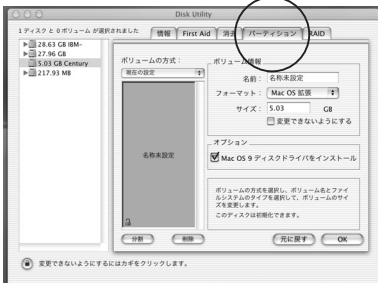 Disk Utility
1 ディスク と 0 ボリューム が選択されました
情報 First Aid 消去 パーティション RAID
28.63 GB IBM-
27.96 GB
5.03 GB Century
217.93 MB
ボリュームの方式：
現在の設定
名称未設定
分割 削除
ボリューム情報
名前： 名称未設定
フォーマット： Mac OS 拡張
サイズ： 5.03 GB
変更できないようにする
オプション
Mac OS 9 ディスクドライバをインストール
ボリュームの方式を選択し、ボリューム名とファイ
ルシステムのタイプを選択して、ボリュームのサイ
ズを変更します。
このディスクは初期化できます。
元に戻す OK
変更できないようにするにはカギをクリックします。